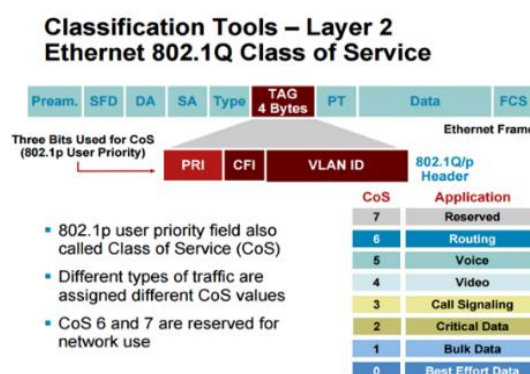 Classification Tools – Layer 2
Ethernet 802.1Q Class of Service
Pream. SFD DA SA Type TAG 4 Bytes PT Data FCS
Ethernet Frame
Three Bits Used for CoS
(802.1p User Priority)
PRI CFI VLAN ID
802.1Q/p
Header
▪ 802.1p user priority field also
called Class of Service (CoS)
▪ Different types of traffic are
assigned different CoS values
▪ CoS 6 and 7 are reserved for
network use
CoS Application
7 Reserved
6 Routing
5 Voice
4 Video
3 Call Signaling
2 Critical Data
1 Bulk Data
0 Best Effort Data